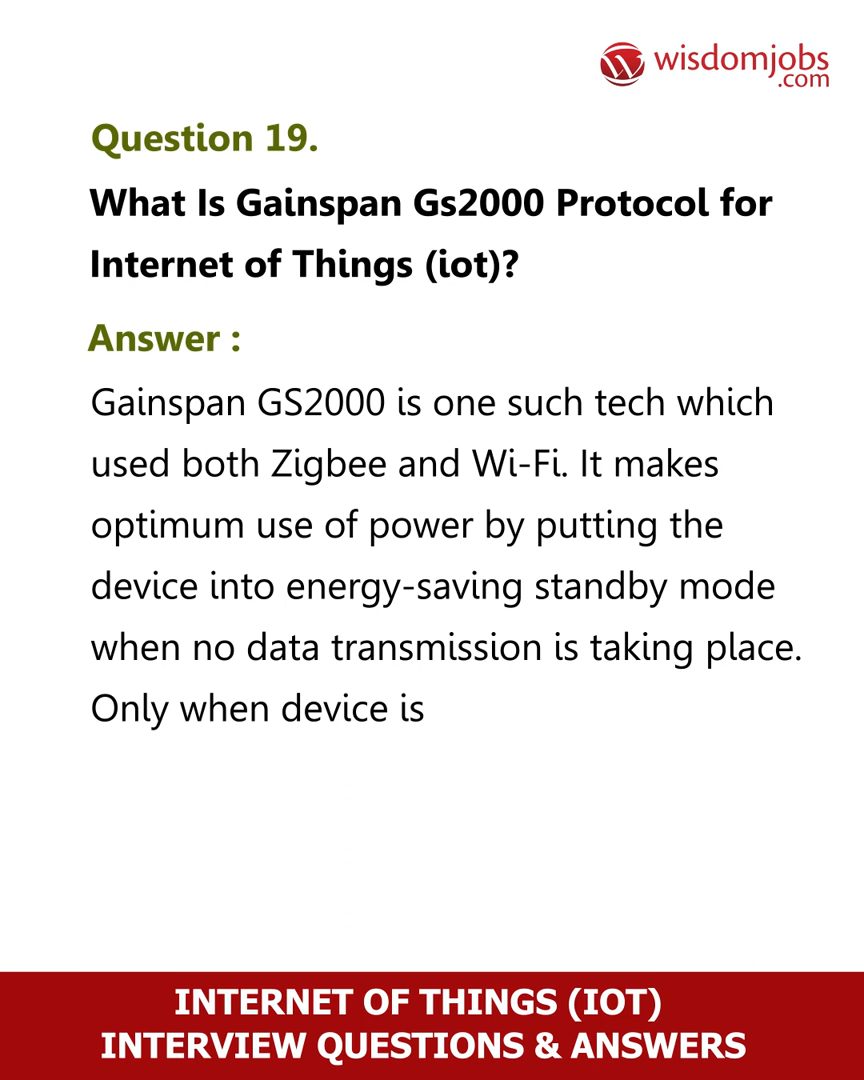 wisdomjobs
.com
Question 19.
What Is Gainspan Gs2000 Protocol for
Internet of Things (iot)?
Answer :
Gainspan GS2000 is one such tech which
used both Zigbee and Wi-Fi. It makes
optimum use of power by putting the
device into energy-saving standby mode
when no data transmission is taking place.
Only when device is
INTERNET OF THINGS (IOT)
INTERVIEW QUESTIONS & ANSWERS